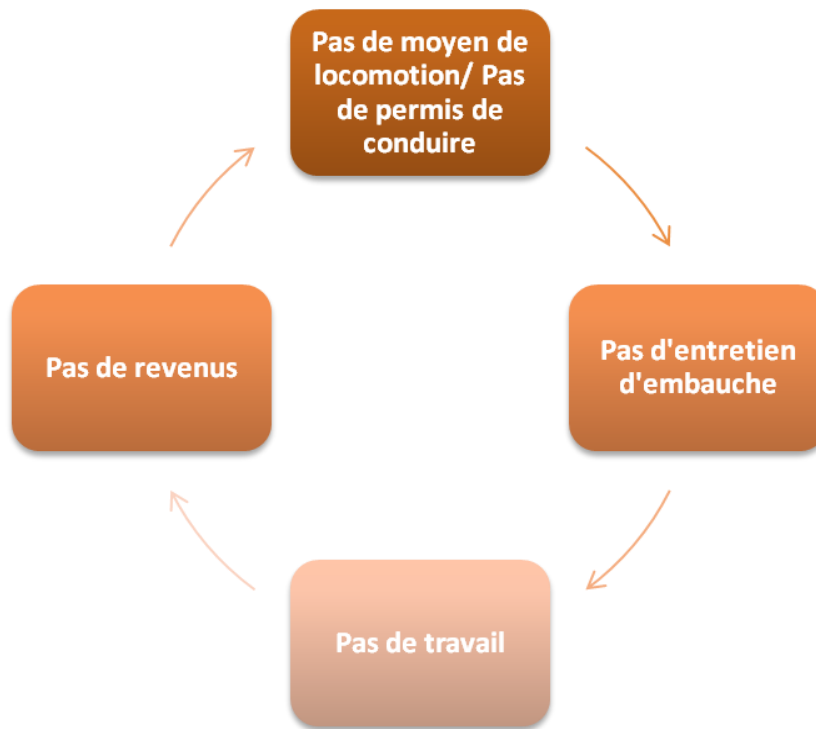 Pas de moyen de
locomotion/ Pas
de permis de
conduire
Pas d'entretien
d'embauche
Pas de travail
Pas de revenus